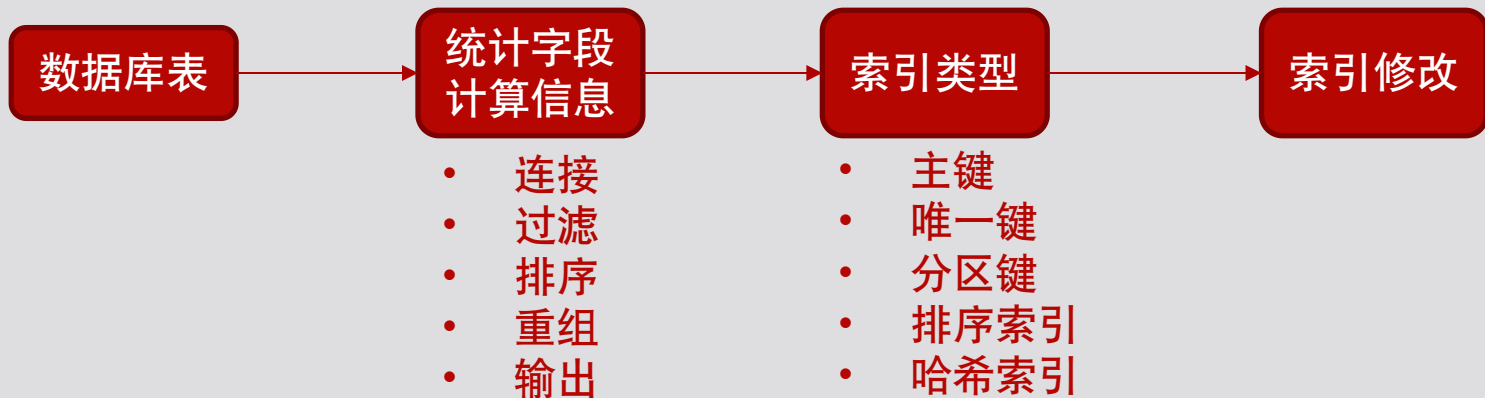 数据库表
统计字段
计算信息
索引类型
索引修改
• 连接
• 过滤
• 排序
• 重组
• 输出
• 主键
• 唯一键
• 分区键
• 排序索引
• 哈希索引